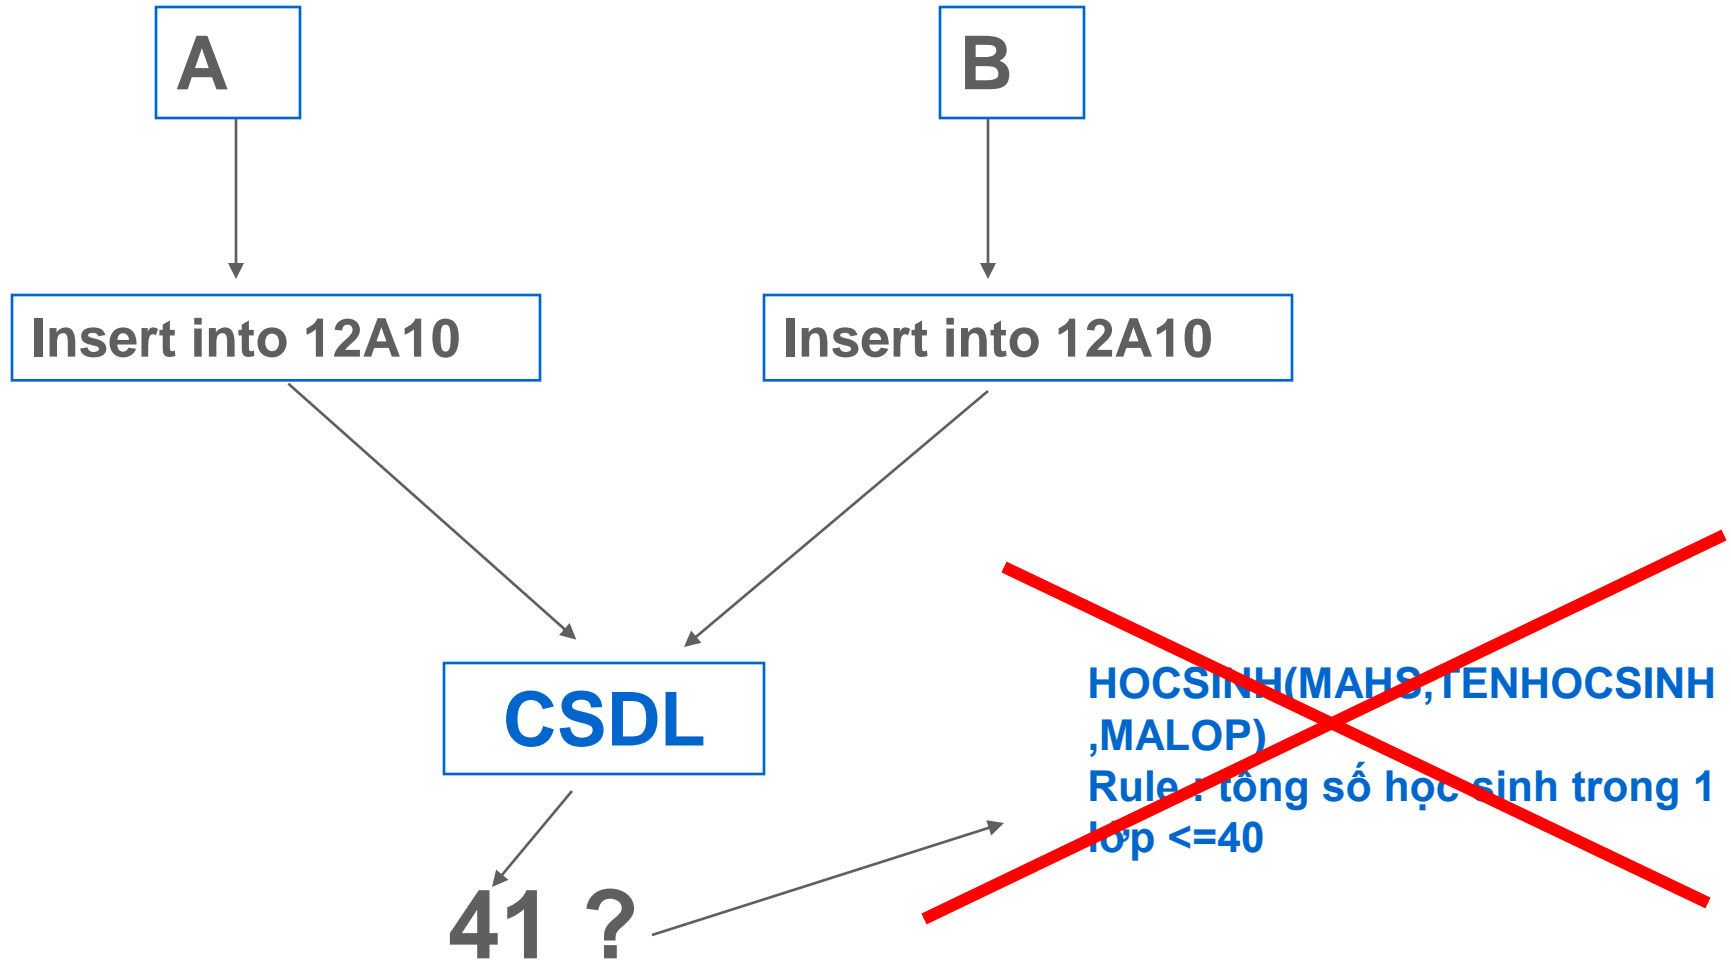 A
B
Insert into 12A10
Insert into 12A10
CSDL
HOCSINH(MAHS,TENHOCSINH
,MALOP)
Rule : tổng số học sinh trong 1
lớp <=40
41 ?